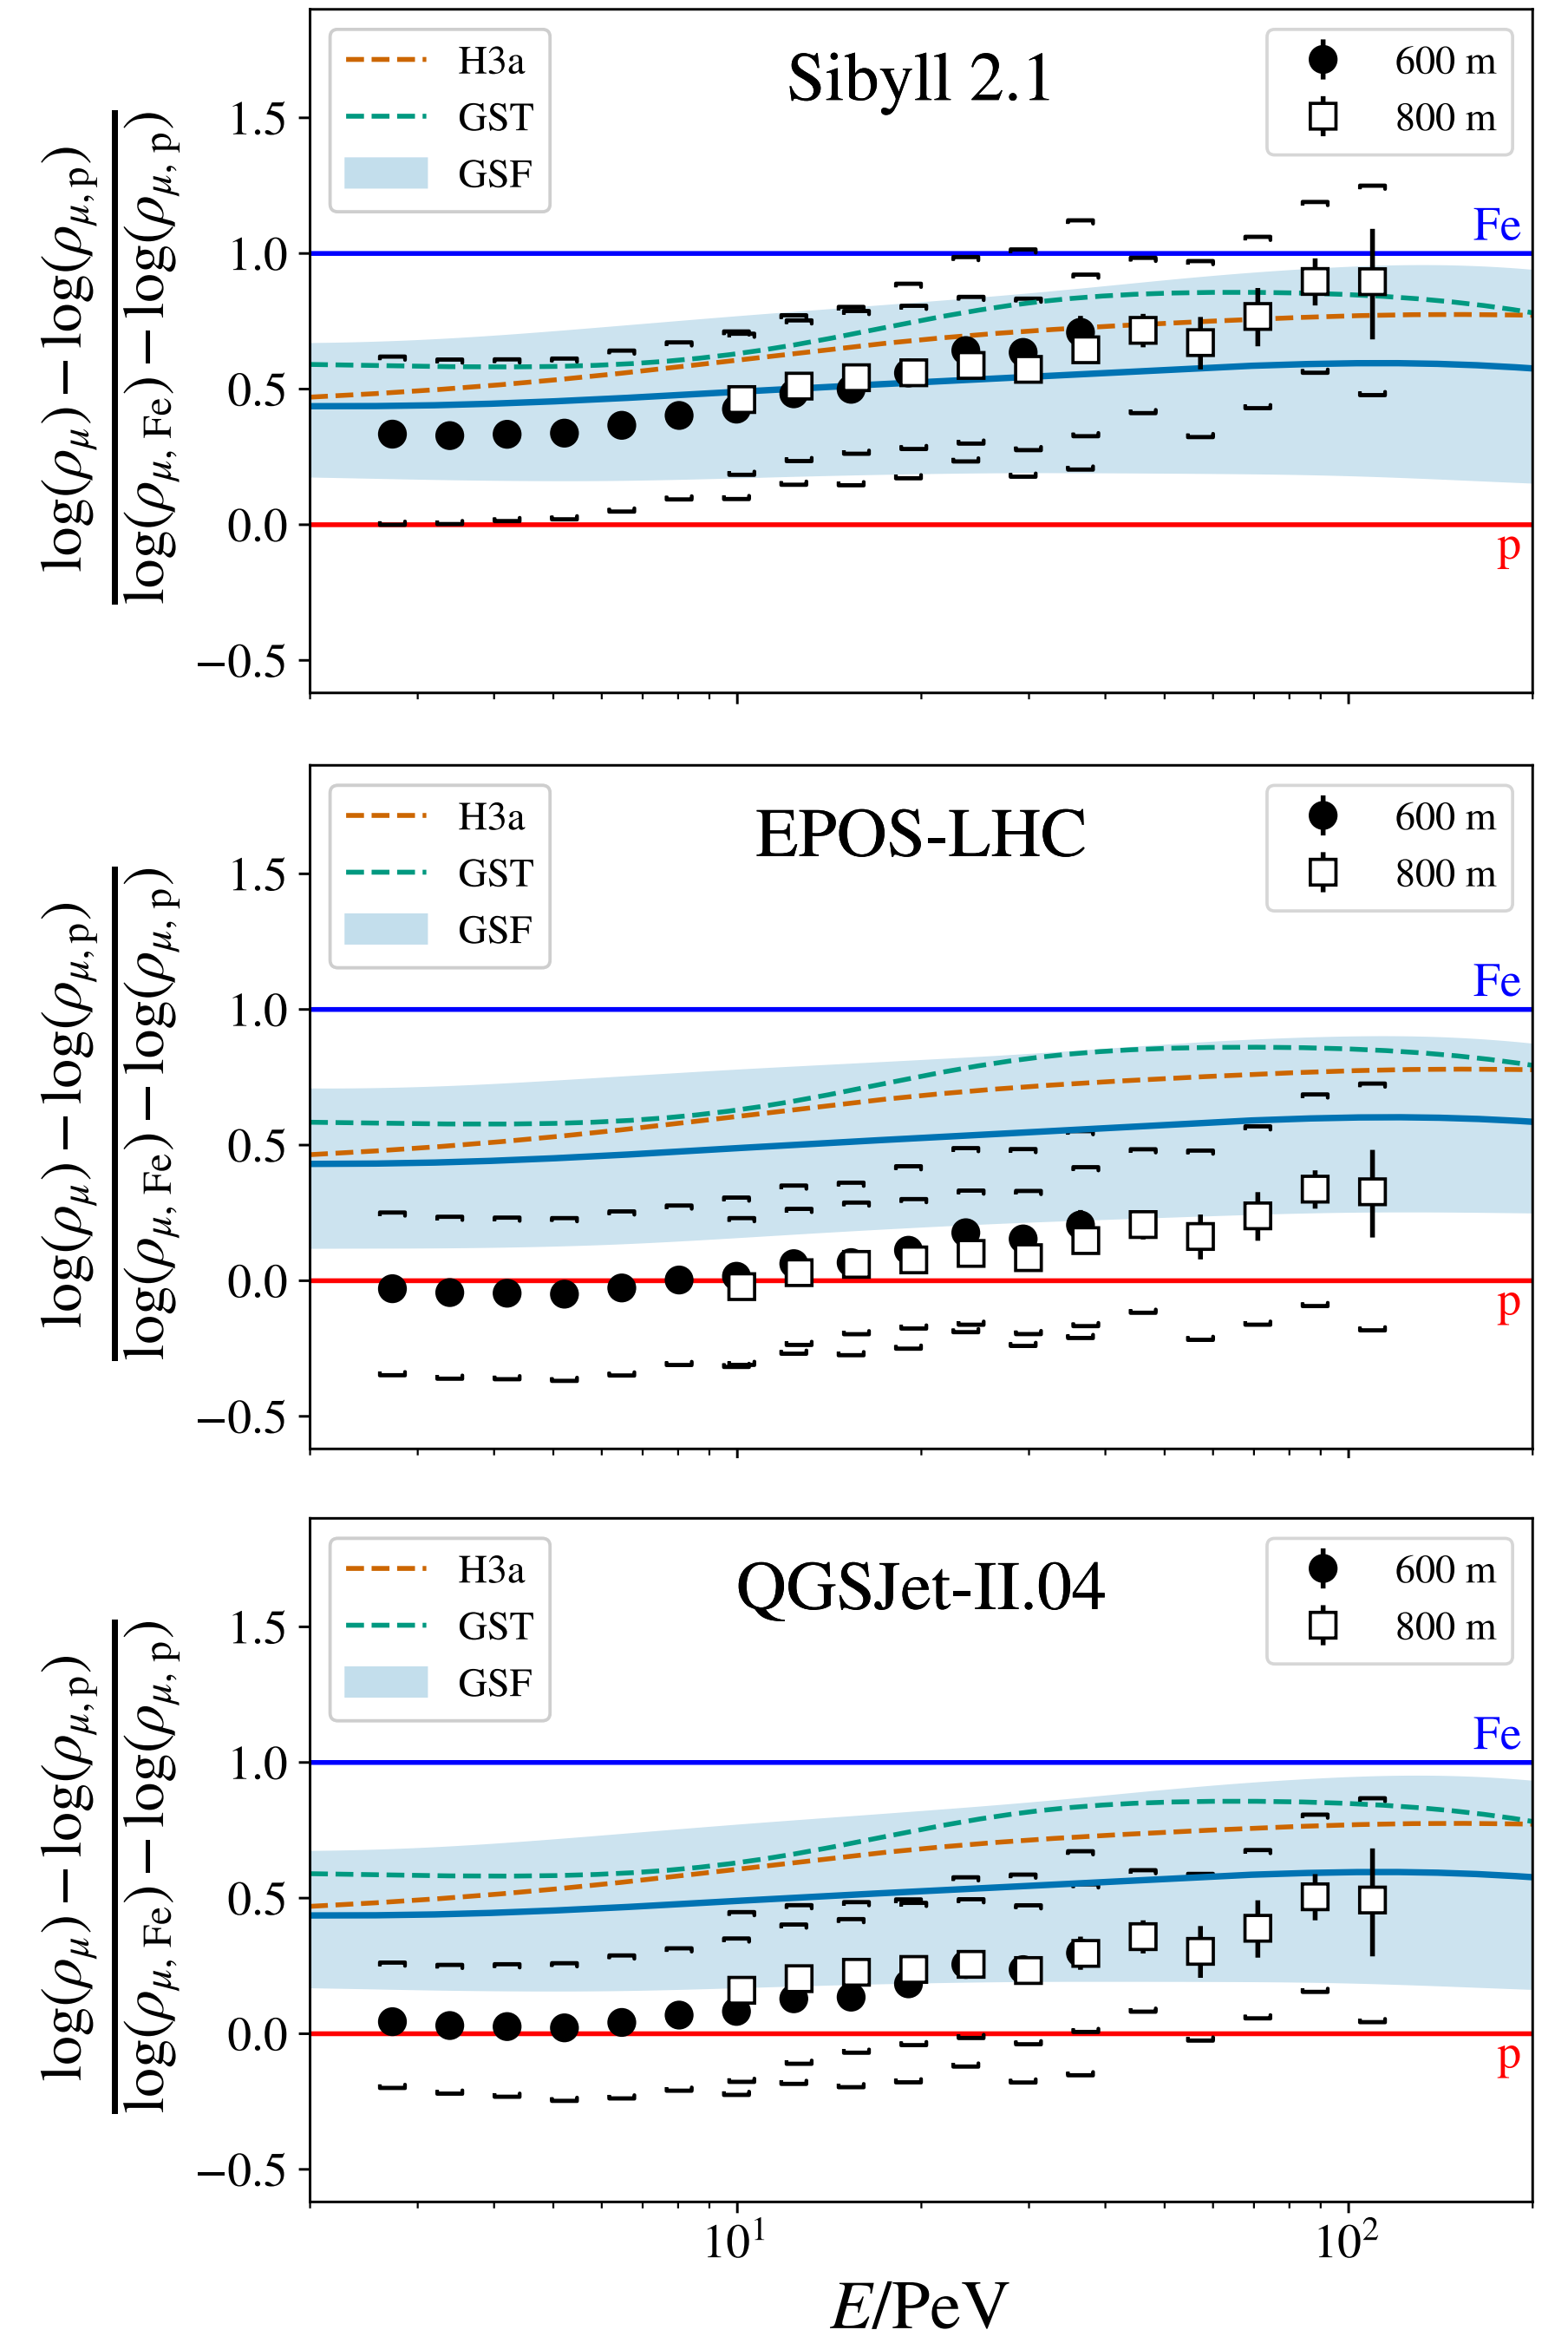 Sibyll 2.1
H3a
GST
GSF
600 m
800 m
Fe
p
1.5
1.0
0.5
0.0
−0.5
log(ρμ) − log(ρμ, p)
log(ρμ, Fe) − log(ρμ, p)
EPOS-LHC
H3a
GST
GSF
600 m
800 m
Fe
p
1.5
1.0
0.5
0.0
−0.5
log(ρμ) − log(ρμ, p)
log(ρμ, Fe) − log(ρμ, p)
QGSJet-II.04
H3a
GST
GSF
600 m
800 m
Fe
p
1.5
1.0
0.5
0.0
−0.5
log(ρμ) − log(ρμ, p)
log(ρμ, Fe) − log(ρμ, p)
10¹
10²
E/PeV